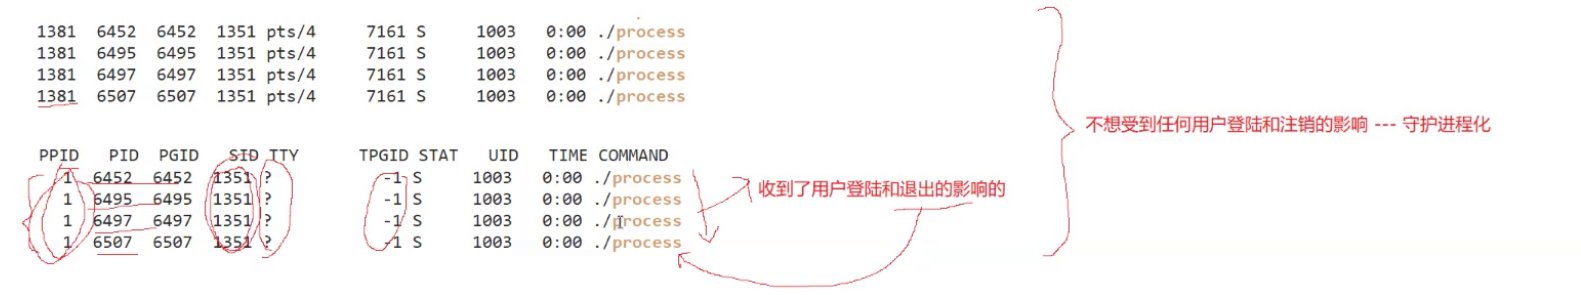 1381 6452 6452 1351 pts/4 7161 S 1003 0:00 ./process
1381 6495 6495 1351 pts/4 7161 S 1003 0:00 ./process
1381 6497 6497 1351 pts/4 7161 S 1003 0:00 ./process
1381 6507 6507 1351 pts/4 7161 S 1003 0:00 ./process
不想受到任何用户登陆和注销的影响 --- 守护进程化
PPID PID PGID SID TTY TPGID STAT UID TIME COMMAND
1 6452 6452 1351 ? -1 S 1003 0:00 ./process
收到了用户登陆和退出的影响的
1 6495 6495 1351 ? -1 S 1003 0:00 ./process
1 6497 6497 1351 ? -1 S 1003 0:00 ./process
1 6507 6507 1351 ? -1 S 1003 0:00 ./process